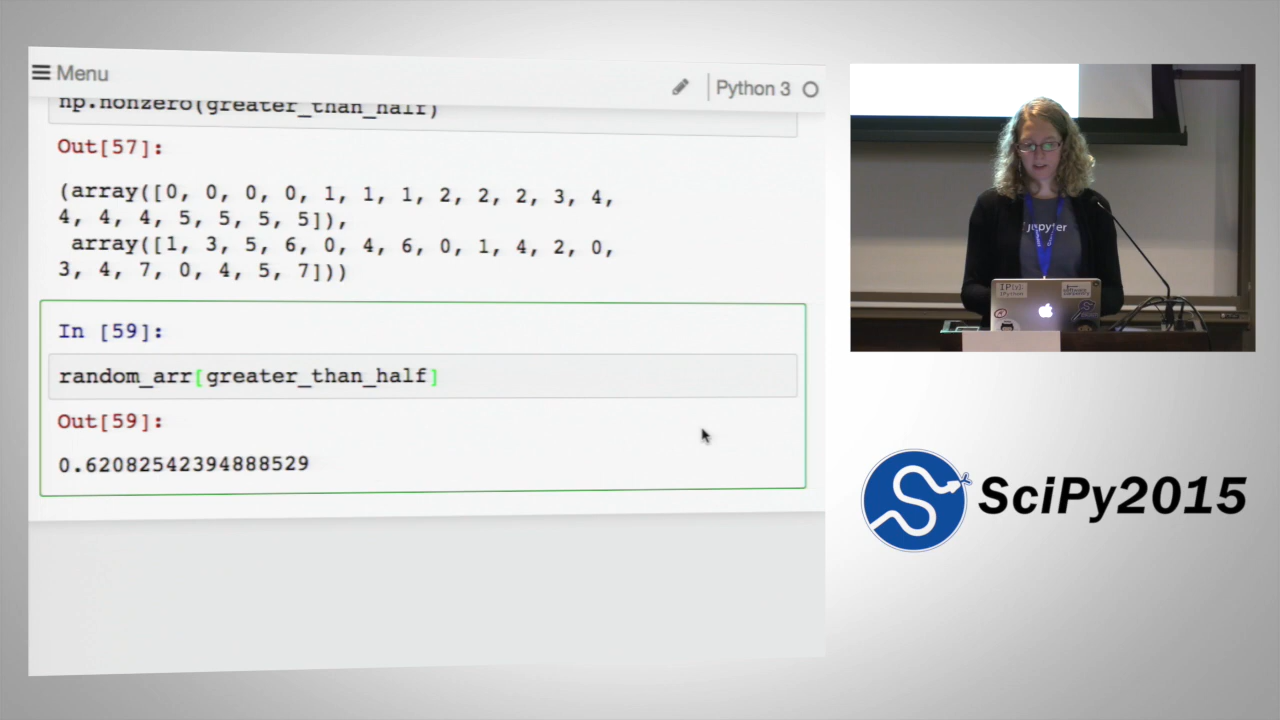 Menu
Python 3
np.nonzero(greater_than_half)
Out[57]:
(array([0, 0, 0, 0, 1, 1, 1, 2, 2, 2, 3, 4,
4, 4, 4, 5, 5, 5, 5]),
array([1, 3, 5, 6, 0, 4, 6, 0, 1, 4, 2, 0,
3, 4, 7, 0, 4, 5, 7]))
In [59]:
random_arr[greater_than_half]
Out[59]:
0.62082542394888529
jupyter
IP[y]:
IPython
SciPy2015